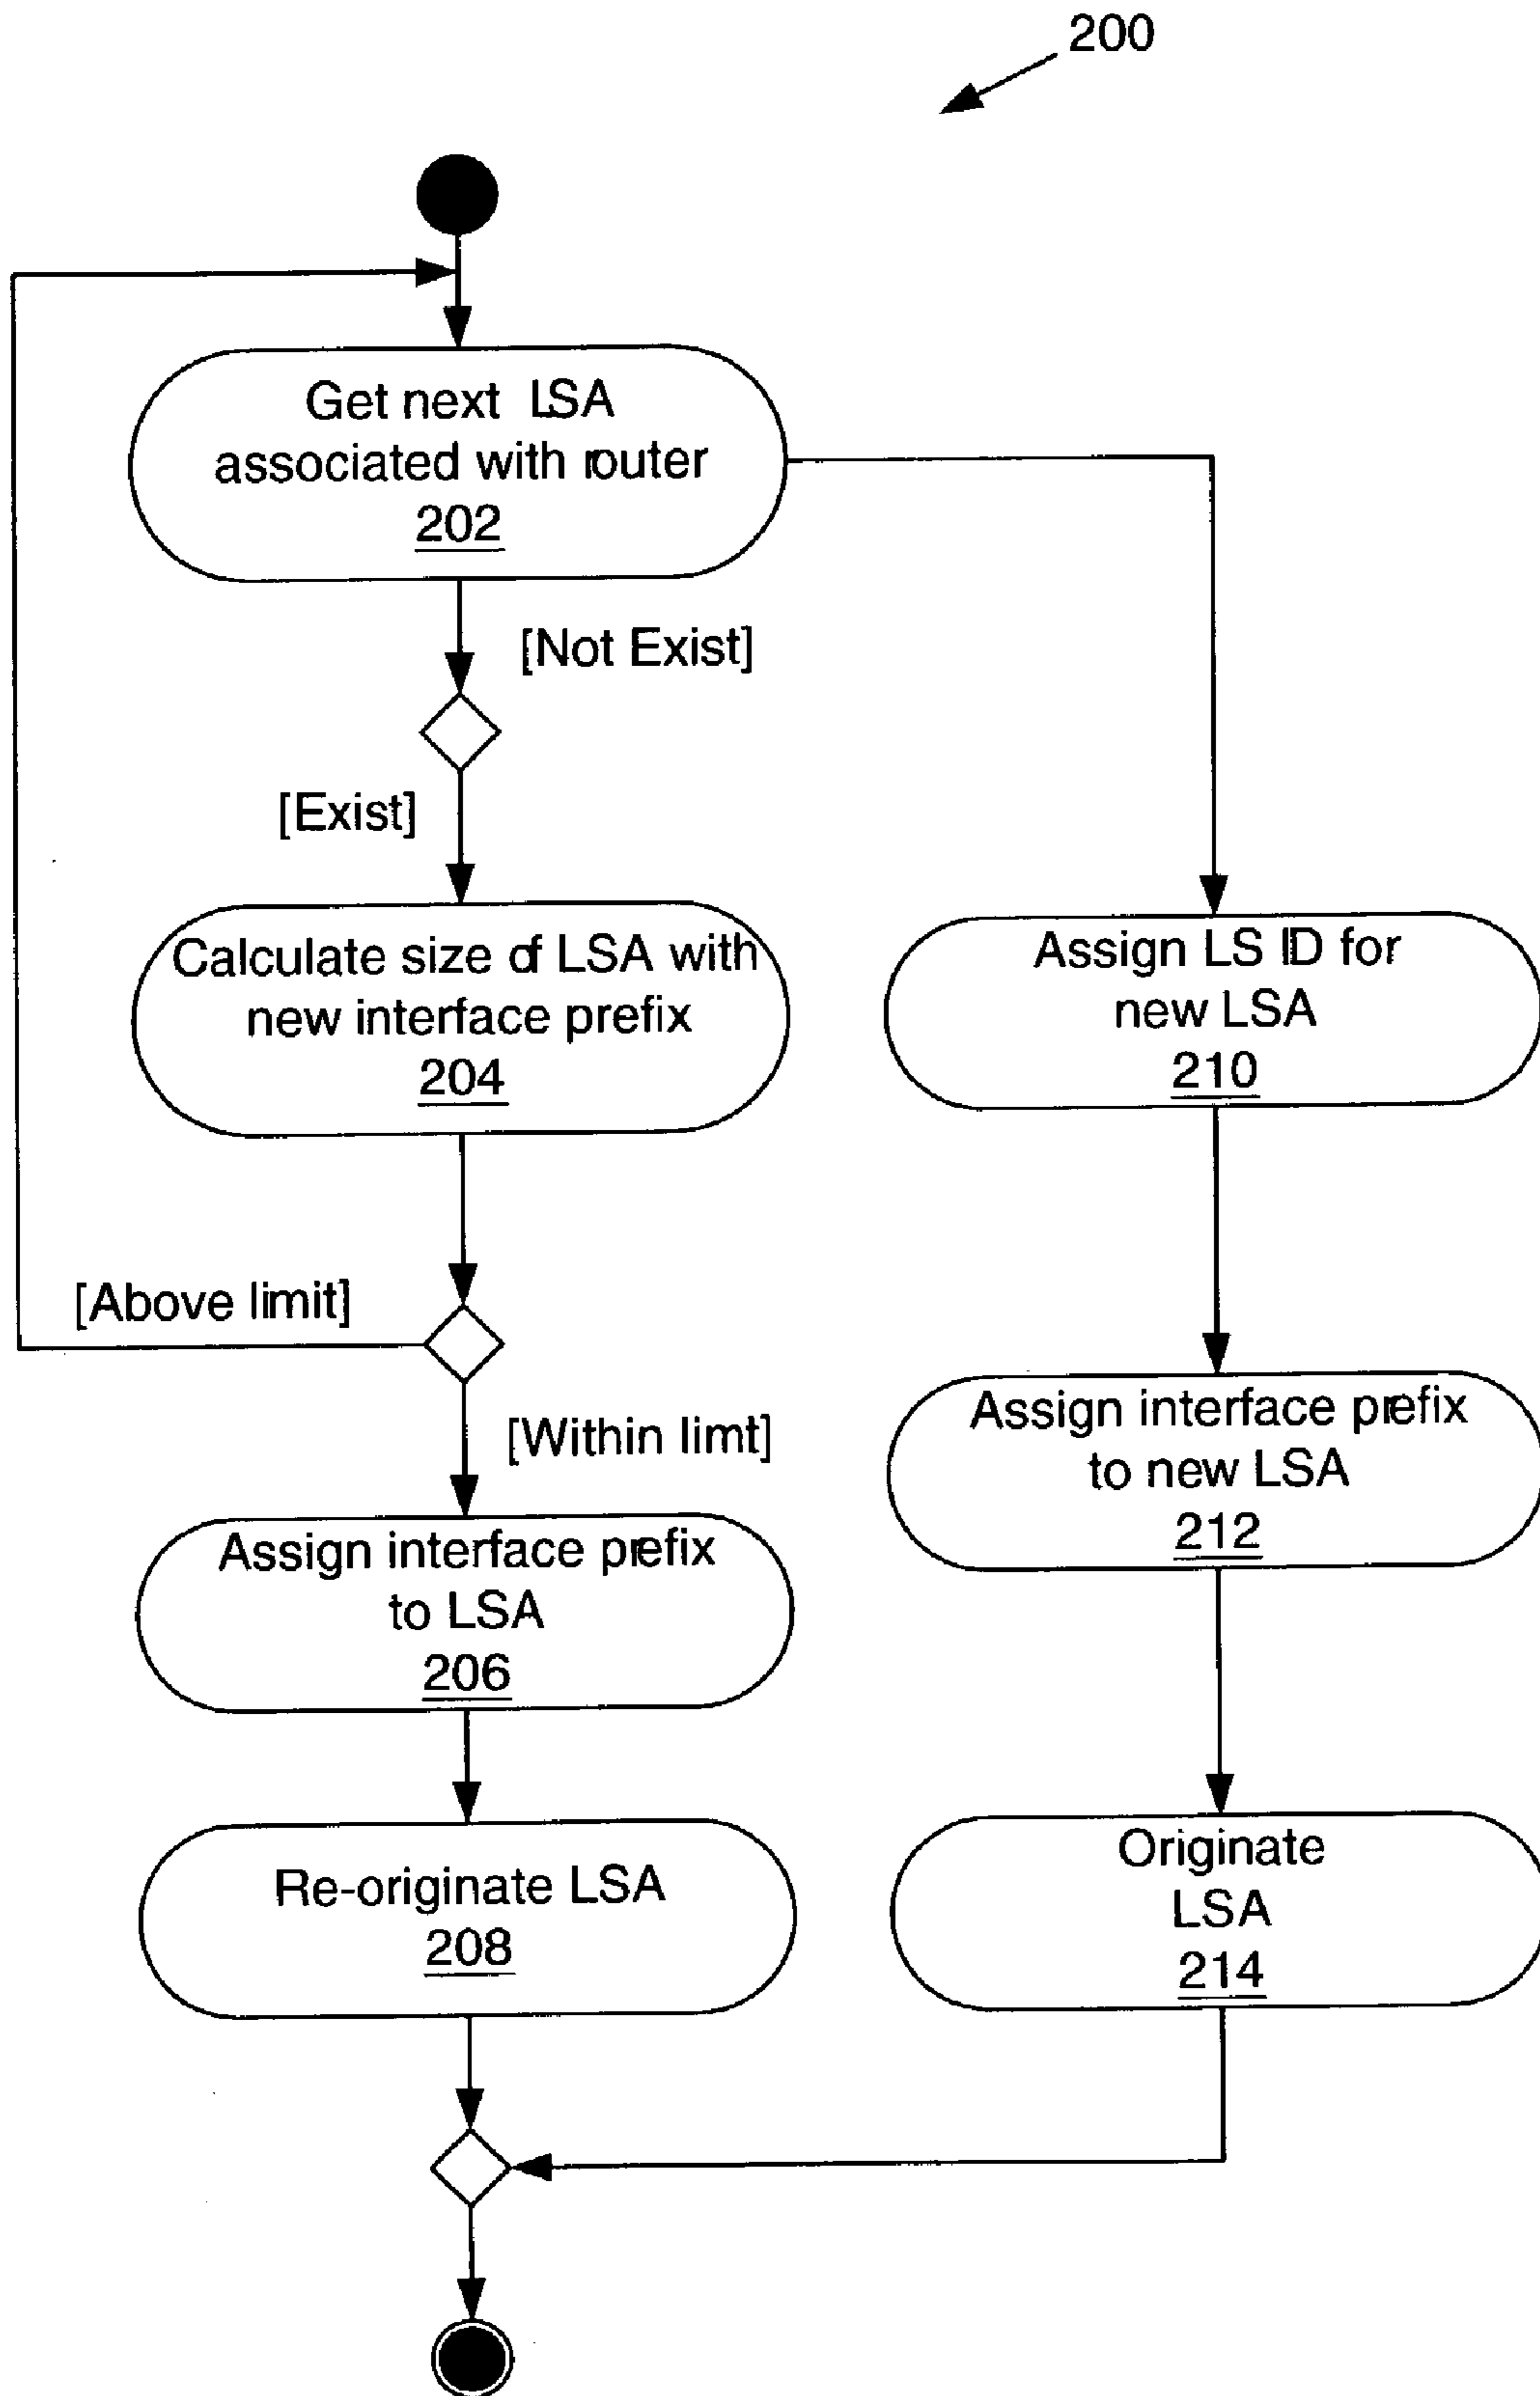 200
Get next LSA
associated with router
202
[Not Exist]
[Exist]
Calculate size of LSA with
new interface prefix
204
Assign LS ID for
new LSA
210
[Above limit]
[Within limt]
Assign interface prefix
to new LSA
212
Assign interface prefix
to LSA
206
Originate
LSA
214
Re-originate LSA
208